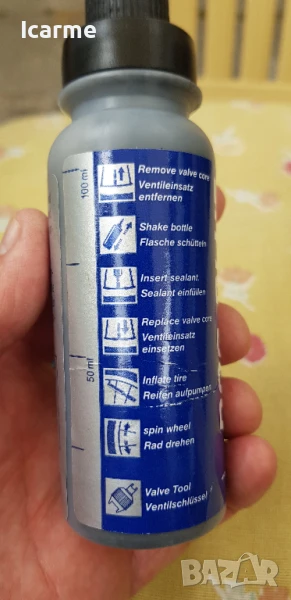 Icarme
100 ml
Remove valve core
Ventileinsatz
entfernen
Shake bottle
Flasche schütteln
Insert sealant.
Sealant einfüllen
Replace valve core
Ventileinsatz
einsetzen
50 ml
Inflate tire
Reifen aufpumpen
spin wheel
Rad drehen
Valve Tool
Ventilschlüssel
BAZAR